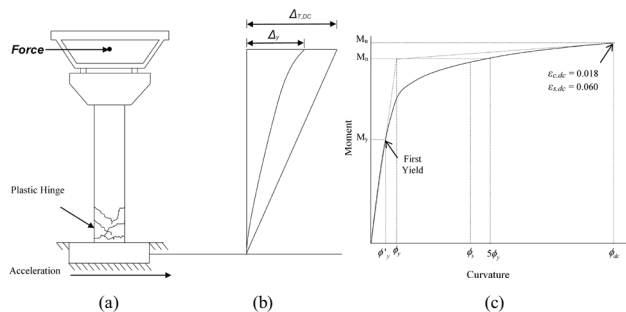 Force
Plastic Hinge
Acceleration
(a)
Δ_T,DC
Δ_y
(b)
M_u
M_n
M_y
Moment
First
Yield
ε_c,dc = 0.018
ε_s,dc = 0.060
ϕ'_y ϕ_y ϕ_s 5ϕ_y ϕ_dc
Curvature
(c)